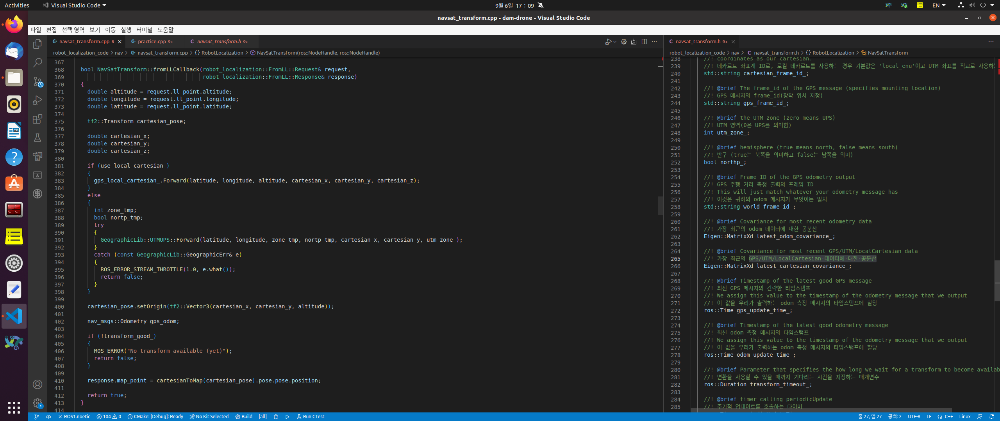 Activities
Visual Studio Code
9월 6일 17 : 09
EN
navsat_transform.cpp - dam-drone - Visual Studio Code
파일 편집 선택 영역 보기 이동 실행 터미널 도움말
navsat_transform.cpp 8
practice.cpp 9+
navsat_transform.h 9+
robot_localization_code > nav > navsat_transform.cpp > {} RobotLocalization > NavSatTransform(ros::NodeHandle, ros::NodeHandle)
367
368 bool NavSatTransform::fromLLCallback(robot_localization::FromLL::Request& request,
369 robot_localization::FromLL::Response& response)
370 {
371 double altitude = request.ll_point.altitude;
372 double longitude = request.ll_point.longitude;
373 double latitude = request.ll_point.latitude;
374
375 tf2::Transform cartesian_pose;
376
377 double cartesian_x;
378 double cartesian_y;
379 double cartesian_z;
380
381 if (use_local_cartesian_)
382 {
383 gps_local_cartesian_.Forward(latitude, longitude, altitude, cartesian_x, cartesian_y, cartesian_z);
384 }
385 else
386 {
387 int zone_tmp;
388 bool nortp_tmp;
389 try
390 {
391 GeographicLib::UTMUPS::Forward(latitude, longitude, zone_tmp, nortp_tmp, cartesian_x, cartesian_y, utm_zone_);
392 }
393 catch (const GeographicLib::GeographicErr& e)
394 {
395 ROS_ERROR_STREAM_THROTTLE(1.0, e.what());
396 return false;
397 }
398 }
399
400 cartesian_pose.setOrigin(tf2::Vector3(cartesian_x, cartesian_y, altitude));
401
402 nav_msgs::Odometry gps_odom;
403
404 if (!transform_good_)
405 {
406 ROS_ERROR("No transform available (yet)");
407 return false;
408 }
409
410 response.map_point = cartesianToMap(cartesian_pose).pose.pose.position;
411
412 return true;
413 }
414
navsat_transform.h 9+
robot_localization_code > nav > navsat_transform.h > {} RobotLocalization > NavSatTransform
238 //! coordinates as our cartesian.
239 //! 데카르트 좌표계 ID로, 로컬 데카르트를 사용하는 경우 기본값은 'local_enu'이고 UTM 좌표를 직교로 사용하는
240 std::string cartesian_frame_id_;
241
242 //! @brief The frame_id of the GPS message (specifies mounting location)
243 //! GPS 메시지의 frame_id(장착 위치 지정)
244 std::string gps_frame_id_;
245
246 //! @brief the UTM zone (zero means UPS)
247 //! UTM 영역(0은 UPS를 의미함)
248 int utm_zone_;
249
250 //! @brief hemisphere (true means north, false means south)
251 //! 반구 (true는 북쪽을 의미하고 false는 남쪽을 의미)
252 bool northp_;
253
254 //! @brief Frame ID of the GPS odometry output
255 //! GPS 주행 거리 측정 출력의 프레임 ID
256 //! This will just match whatever your odometry message has
257 //! 이것은 귀하의 odom 메시지가 무엇이든 일치
258 std::string world_frame_id_;
259
260 //! @brief Covariance for most recent odometry data
261 //! 가장 최근의 odom 데이터에 대한 공분산
262 Eigen::MatrixXd latest_odom_covariance_;
263
264 //! @brief Covariance for most recent GPS/UTM/LocalCartesian data
265 //! 가장 최근의 GPS/UTM/LocalCartesian 데이터에 대한 공분산
266 Eigen::MatrixXd latest_cartesian_covariance_;
267
268 //! @brief Timestamp of the latest good GPS message
269 //! 최신 GPS 메시지의 간략한 타임스탬프
270 //! We assign this value to the timestamp of the odometry message that we output
271 //! 이 값을 우리가 출력하는 odom 측정 메시지의 타임스탬프에 할당
272 ros::Time gps_update_time_;
273
274 //! @brief Timestamp of the latest good odometry message
275 //! 최신 odom 측정 메시지의 타임스탬프
276 //! We assign this value to the timestamp of the odometry message that we output
277 //! 이 값을 우리가 출력하는 odom 측정 메시지의 타임스탬프에 할당
278 ros::Time odom_update_time_;
279
280 //! @brief Parameter that specifies the how long we wait for a transform to become availab
281 //! 변환을 사용할 수 있을 때까지 기다리는 시간을 지정하는 매개변수
282 ros::Duration transform_timeout_;
283
284 //! @brief timer calling periodicUpdate
285 //! 주기적 업데이트를 호출하는 타이머
1
ROS1.noetic 104 0 CMake: [Debug]: Ready No Kit Selected Build [all] Run CTest
줄 27, 열 27 공백: 2 UTF-8 LF {} C++ Linux